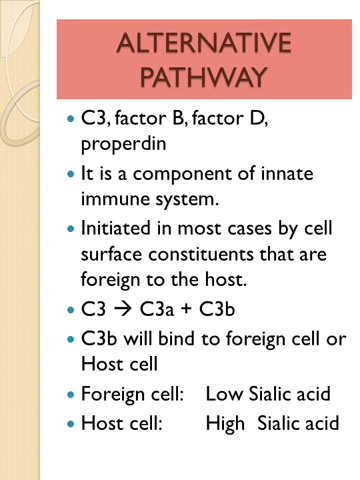 ALTERNATIVE
PATHWAY
• C3, factor B, factor D,
properdin
• It is a component of innate
immune system.
• Initiated in most cases by cell
surface constituents that are
foreign to the host.
• C3 → C3a + C3b
• C3b will bind to foreign cell or
Host cell
• Foreign cell: Low Sialic acid
• Host cell: High Sialic acid